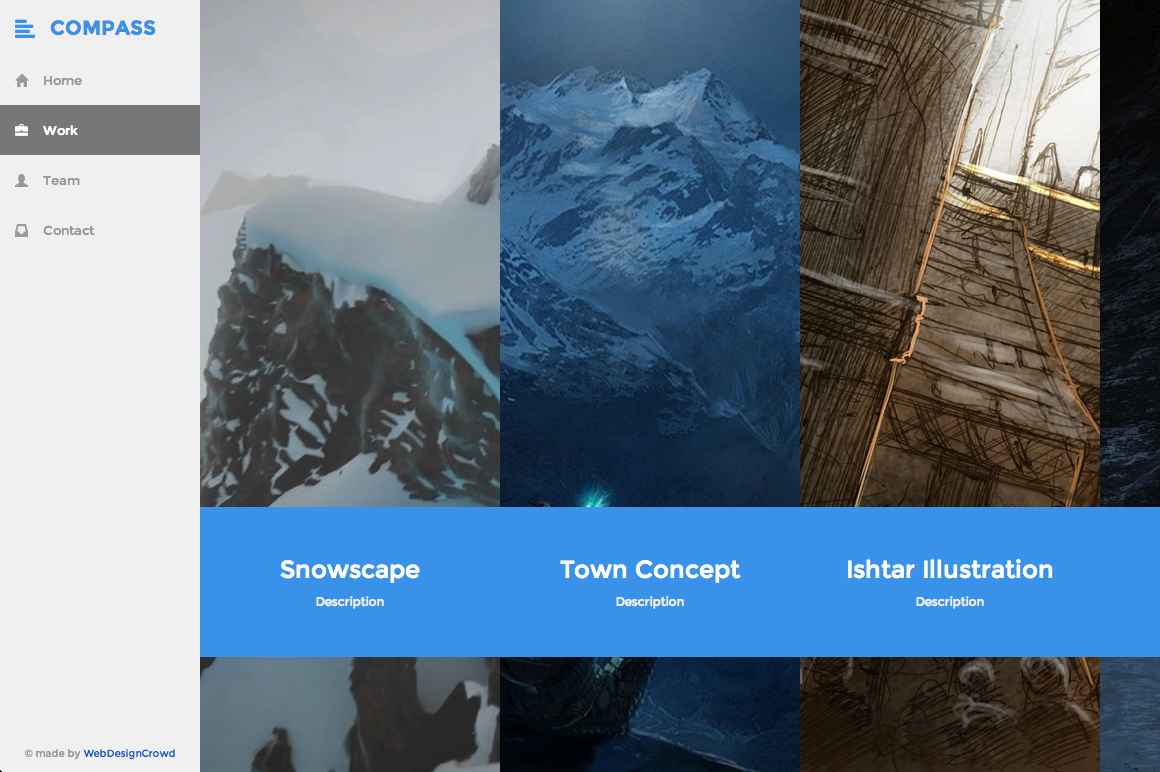 COMPASS
Home
Work
Team
Contact
Snowscape
Description
Town Concept
Description
Ishtar Illustration
Description
© made by WebDesignCrowd